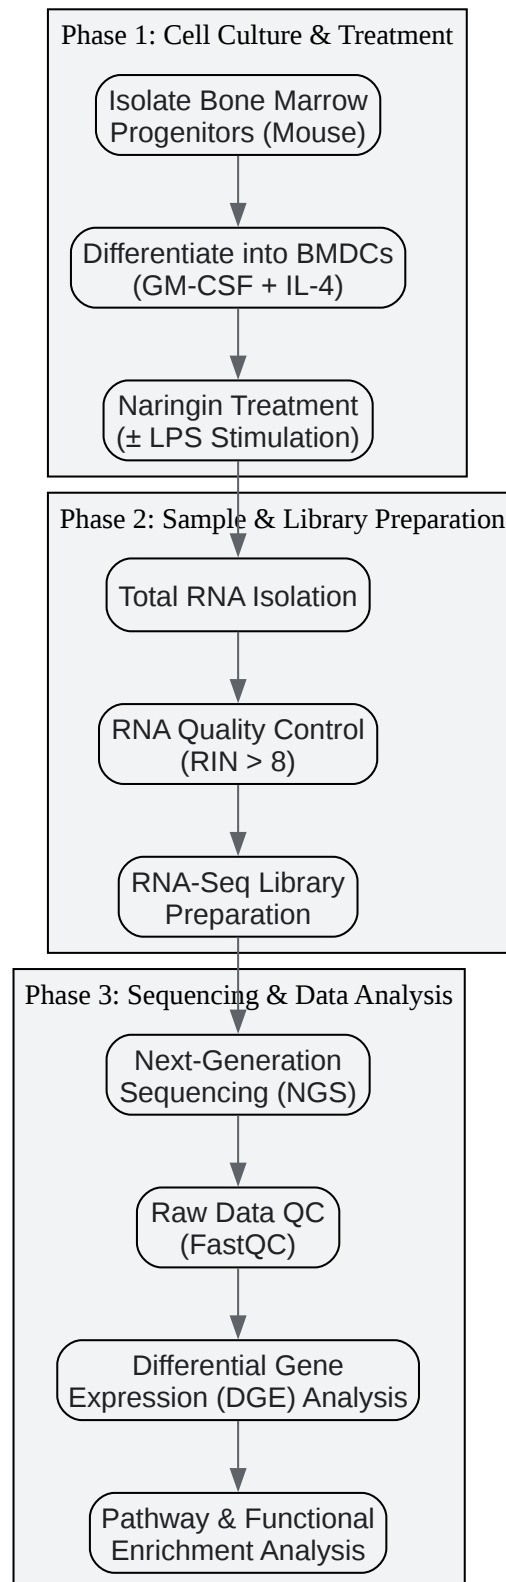 Phase 1: Cell Culture & Treatment
Isolate Bone Marrow
Progenitors (Mouse)
Differentiate into BMDCs
(GM-CSF + IL-4)
Naringin Treatment
(± LPS Stimulation)
Phase 2: Sample & Library Preparation
Total RNA Isolation
RNA Quality Control
(RIN > 8)
RNA-Seq Library
Preparation
Phase 3: Sequencing & Data Analysis
Next-Generation
Sequencing (NGS)
Raw Data QC
(FastQC)
Differential Gene
Expression (DGE) Analysis
Pathway & Functional
Enrichment Analysis